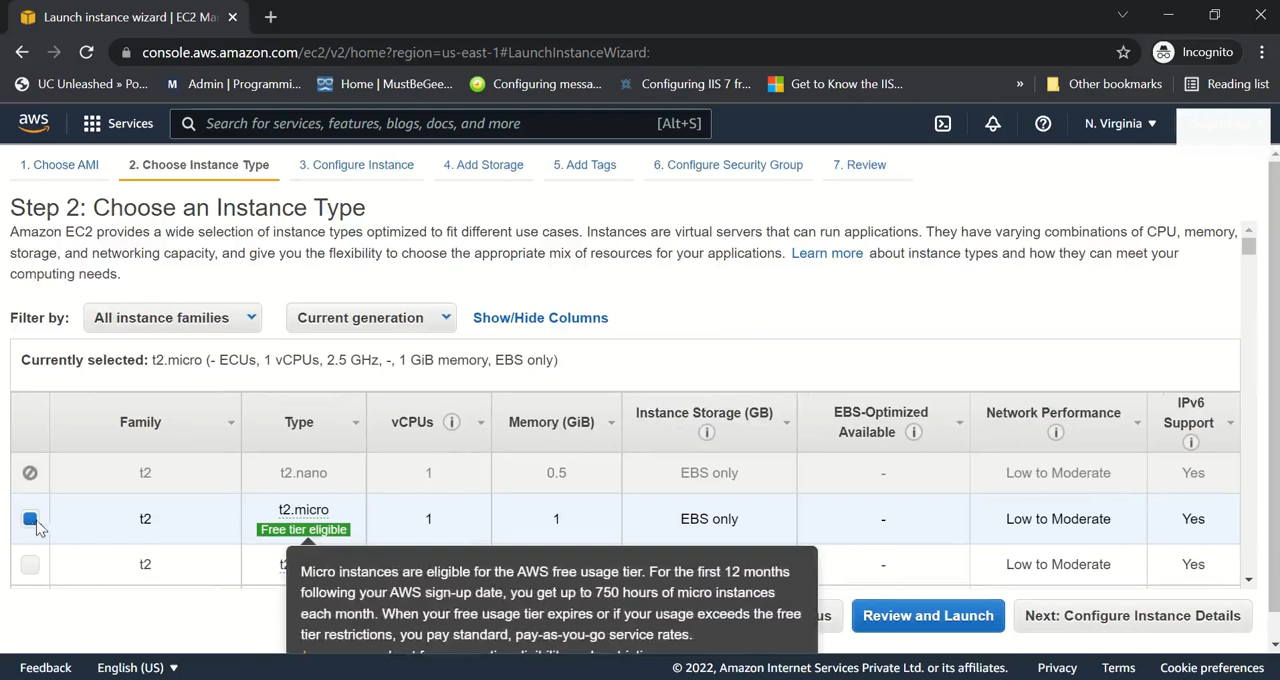 Launch instance wizard | EC2 Ma
console.aws.amazon.com/ec2/v2/home?region=us-east-1#LaunchInstanceWizard:
Incognito
UC Unleashed » Po...
M Admin | Programmi...
Home | MustBeGee...
Configuring messa...
Configuring IIS 7 fr...
Get to Know the IIS...
»
Other bookmarks
Reading list
aws
Services
Search for services, features, blogs, docs, and more
[Alt+S]
N. Virginia
1. Choose AMI
2. Choose Instance Type
3. Configure Instance
4. Add Storage
5. Add Tags
6. Configure Security Group
7. Review
Step 2: Choose an Instance Type
Amazon EC2 provides a wide selection of instance types optimized to fit different use cases. Instances are virtual servers that can run applications. They have varying combinations of CPU, memory,
storage, and networking capacity, and give you the flexibility to choose the appropriate mix of resources for your applications. Learn more about instance types and how they can meet your
computing needs.
Filter by:
All instance families
Current generation
Show/Hide Columns
Currently selected: t2.micro (- ECUs, 1 vCPUs, 2.5 GHz, -, 1 GiB memory, EBS only)
Family
Type
vCPUs
Memory (GiB)
Instance Storage (GB)
EBS-Optimized
Available
Network Performance
IPv6
Support
t2
t2.nano
1
0.5
EBS only
-
Low to Moderate
Yes
t2
t2.micro
Free tier eligible
1
1
EBS only
-
Low to Moderate
Yes
t2
-
Low to Moderate
Yes
Micro instances are eligible for the AWS free usage tier. For the first 12 months
following your AWS sign-up date, you get up to 750 hours of micro instances
each month. When your free usage tier expires or if your usage exceeds the free
tier restrictions, you pay standard, pay-as-you-go service rates.
Review and Launch
Next: Configure Instance Details
Feedback
English (US)
© 2022, Amazon Internet Services Private Ltd. or its affiliates.
Privacy
Terms
Cookie preferences